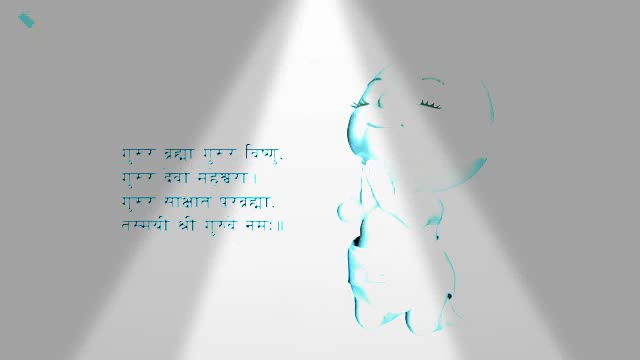 गुरूर ब्रह्मा गुरूर विष्णु,
गुरूर देवो महेश्वरा।
गुरूर साक्षात परब्रह्मा,
तस्मयी श्री गुरुवे नमः॥